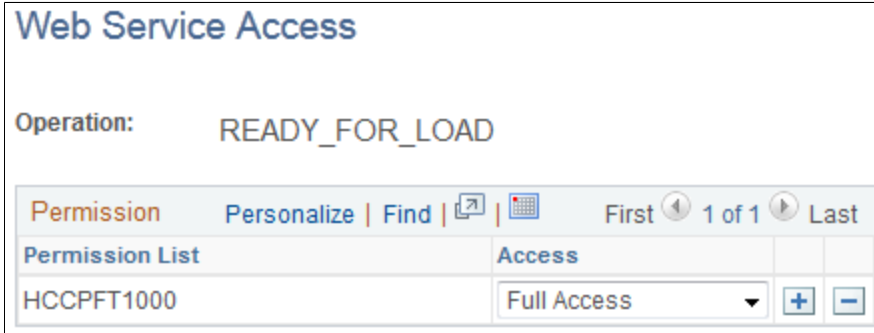 Web Service Access
Operation: READY_FOR_LOAD
Permission Personalize | Find | | First 1 of 1 Last
Permission List Access
HCCPFT1000 Full Access